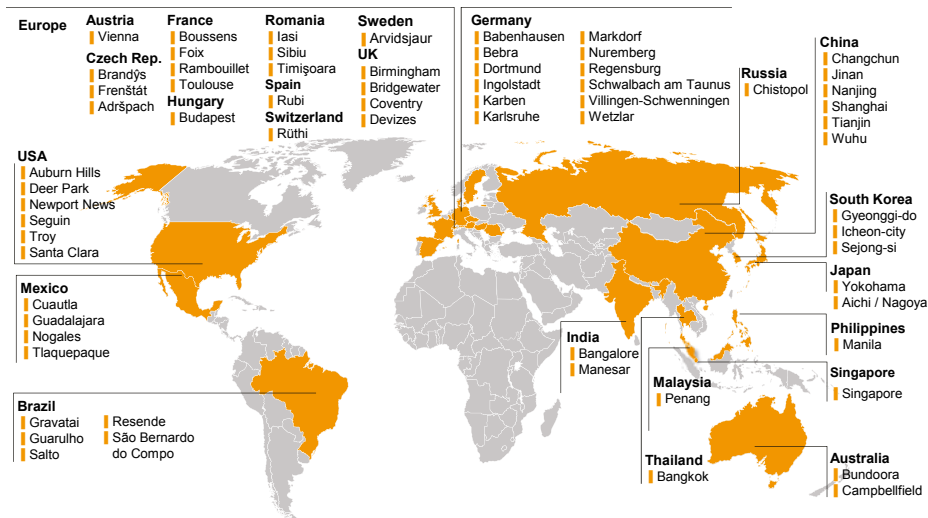 Europe
Austria
Vienna
Czech Rep.
Brandŷs
Frenštát
Adršpach
France
Boussens
Foix
Rambouillet
Toulouse
Hungary
Budapest
Romania
Iasi
Sibiu
Timişoara
Spain
Rubi
Switzerland
Rüthi
Sweden
Arvidsjaur
UK
Birmingham
Bridgewater
Coventry
Devizes
Germany
Babenhausen
Bebra
Dortmund
Ingolstadt
Karben
Karlsruhe
Markdorf
Nuremberg
Regensburg
Schwalbach am Taunus
Villingen-Schwenningen
Wetzlar
Russia
Chistopol
China
Changchun
Jinan
Nanjing
Shanghai
Tianjin
Wuhu
USA
Auburn Hills
Deer Park
Newport News
Seguin
Troy
Santa Clara
South Korea
Gyeonggi-do
Icheon-city
Sejong-si
Japan
Yokohama
Aichi / Nagoya
Mexico
Cuautla
Guadalajara
Nogales
Tlaquepaque
India
Bangalore
Manesar
Philippines
Manila
Singapore
Singapore
Malaysia
Penang
Brazil
Gravatai
Guarulho
Salto
Resende
São Bernardo
do Compo
Thailand
Bangkok
Australia
Bundoora
Campbellfield